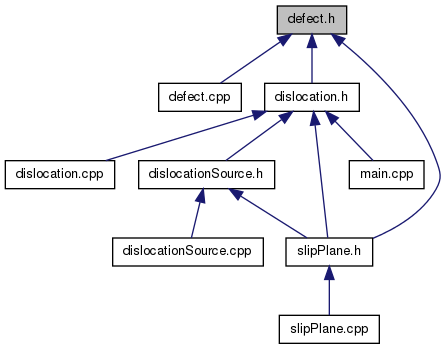 defect.h
defect.cpp
dislocation.h
dislocation.cpp
dislocationSource.h
main.cpp
dislocationSource.cpp
slipPlane.h
slipPlane.cpp